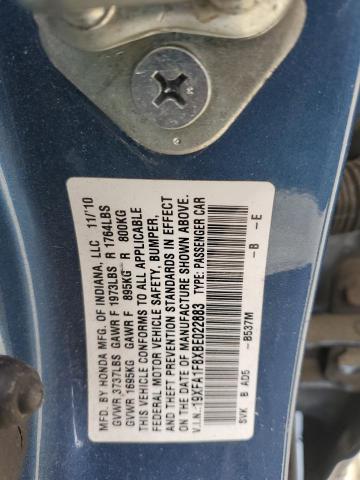 MFD. BY HONDA MFG. OF INDIANA, LLC 11/10
GVWR 3737LBS GAWR F 1973LBS R 1764LBS
GVWR 1695KG GAWR F 895KG R 800KG
THIS VEHICLE CONFORMS TO ALL APPLICABLE
FEDERAL MOTOR VEHICLE SAFETY, BUMPER,
AND THEFT PREVENTION STANDARDS IN EFFECT
ON THE DATE OF MANUFACTURE SHOWN ABOVE.
V.I.N.: 19XFA1F9XBE022883 TYPE: PASSENGER CAR
SVK B AD5 -B537M -B -E